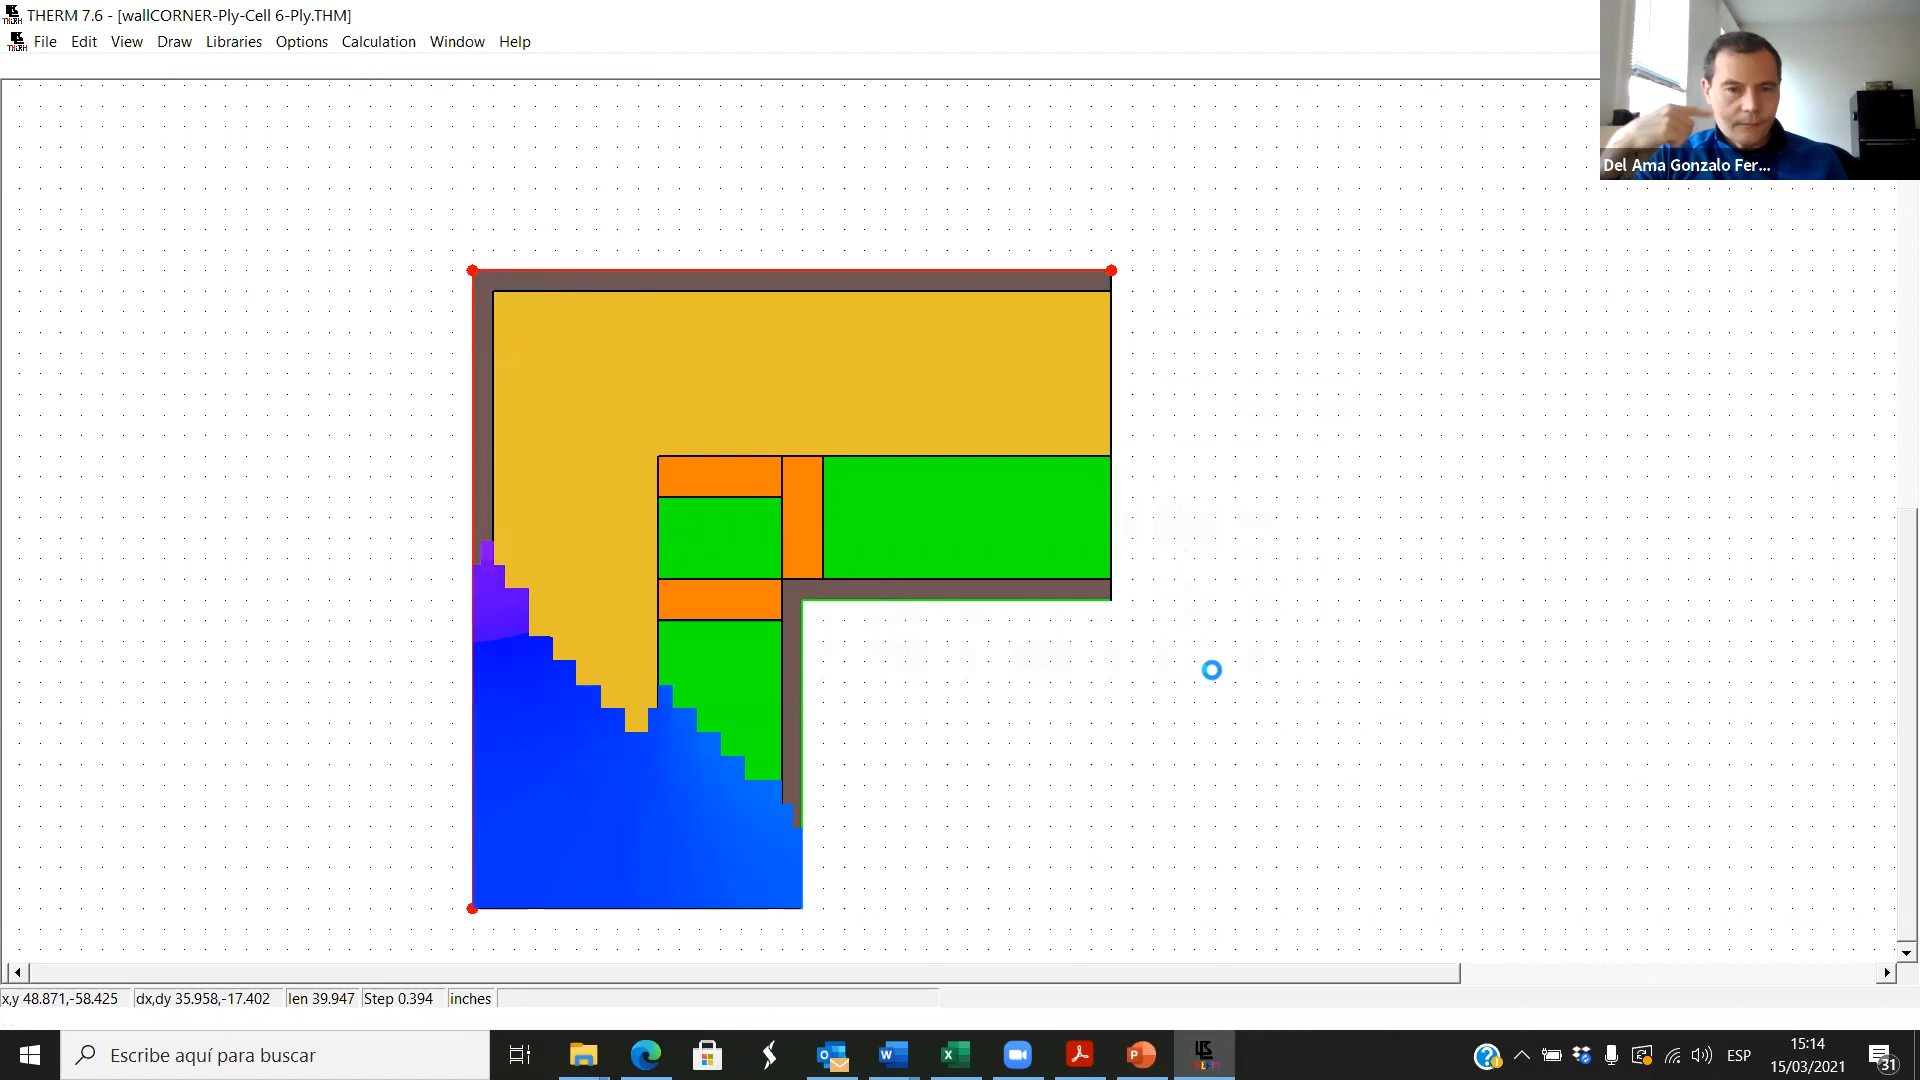 THERM 7.6 - [wallCORNER-Ply-Cell 6-Ply.THM]
File Edit View Draw Libraries Options Calculation Window Help
Del Ama Gonzalo Fer...
x,y 48.871,-58.425 dx,dy 35.958,-17.402 len 39.947 Step 0.394 inches
Escribe aquí para buscar
ESP
15:14
15/03/2021
31